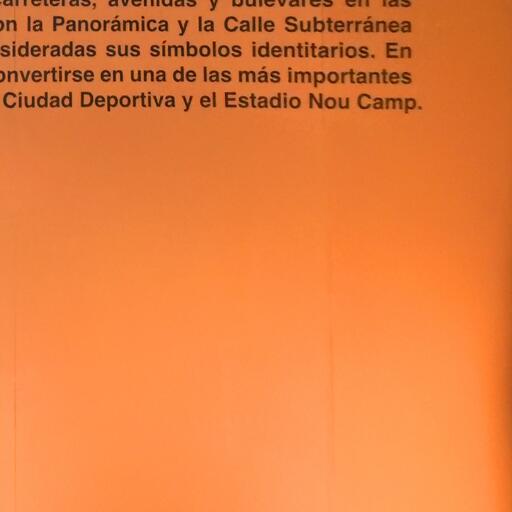 carreteras, avenidas y bulevares en las
on la Panorámica y la Calle Subterránea
sideradas sus símbolos identitarios. En
onvertirse en una de las más importantes
Ciudad Deportiva y el Estadio Nou Camp.